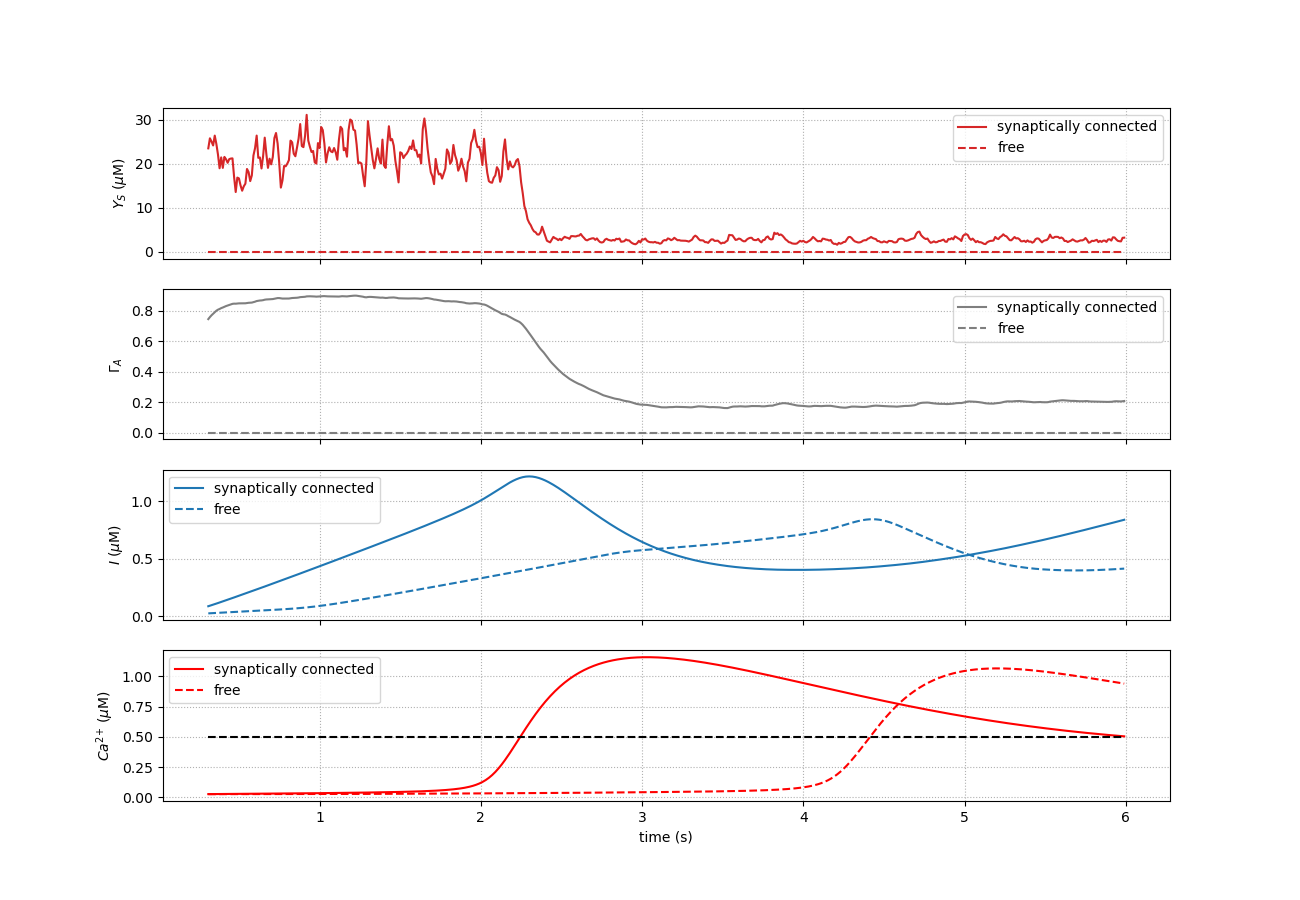 30
20
10
0
Y_S (μM)
synaptically connected
free
0.8
0.6
0.4
0.2
0.0
Γ_A
synaptically connected
free
1.0
0.5
0.0
I (μM)
synaptically connected
free
1.00
0.75
0.50
0.25
0.00
Ca²⁺ (μM)
synaptically connected
free
1 2 3 4 5 6
time (s)